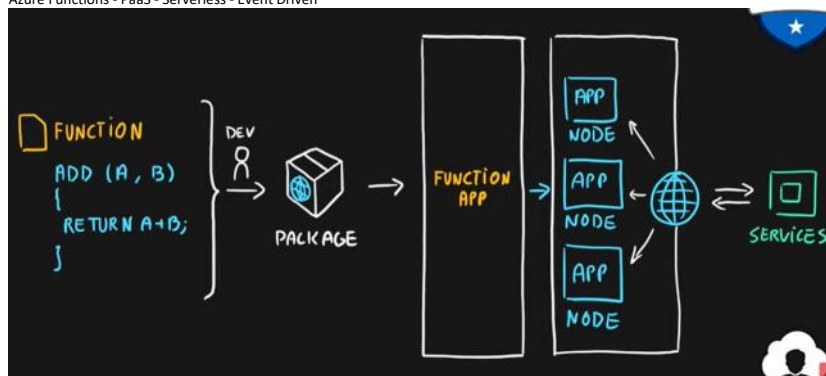 Azure Functions - PaaS - Serverless - Event Driven
FUNCTION
ADD (A, B)
{
RETURN A+B;
}
DEV
PACKAGE
FUNCTION
APP
APP
NODE
APP
NODE
APP
NODE
SERVICES